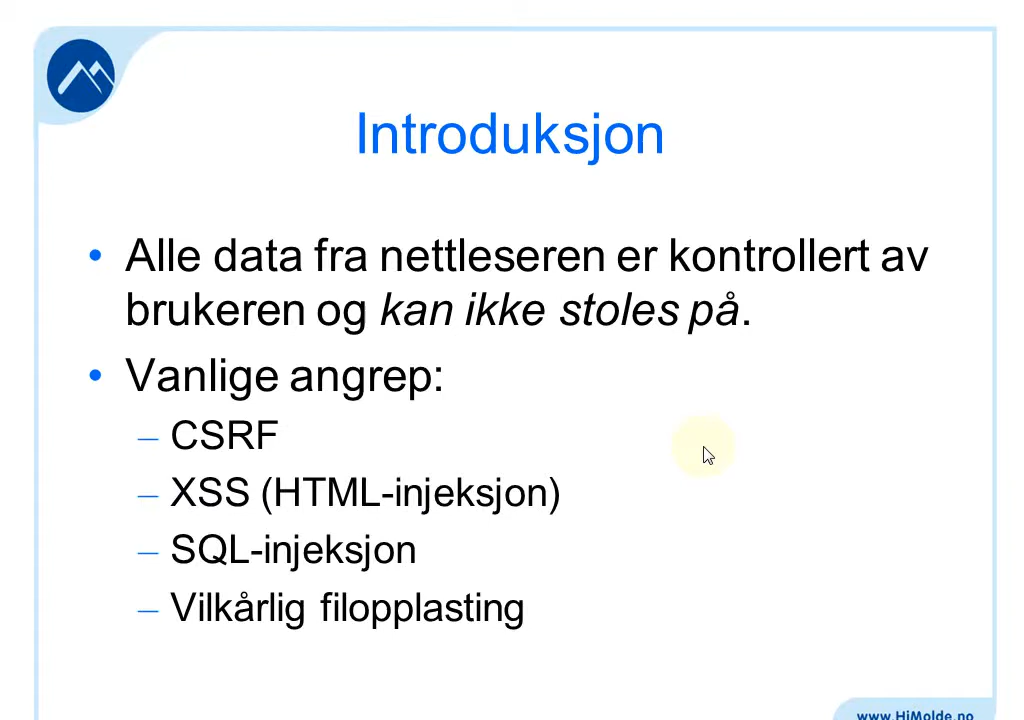 Introduksjon
• Alle data fra nettleseren er kontrollert av
brukeren og kan ikke stoles på.
• Vanlige angrep:
– CSRF
– XSS (HTML-injeksjon)
– SQL-injeksjon
– Vilkårlig filopplasting
www.HiMolde.no